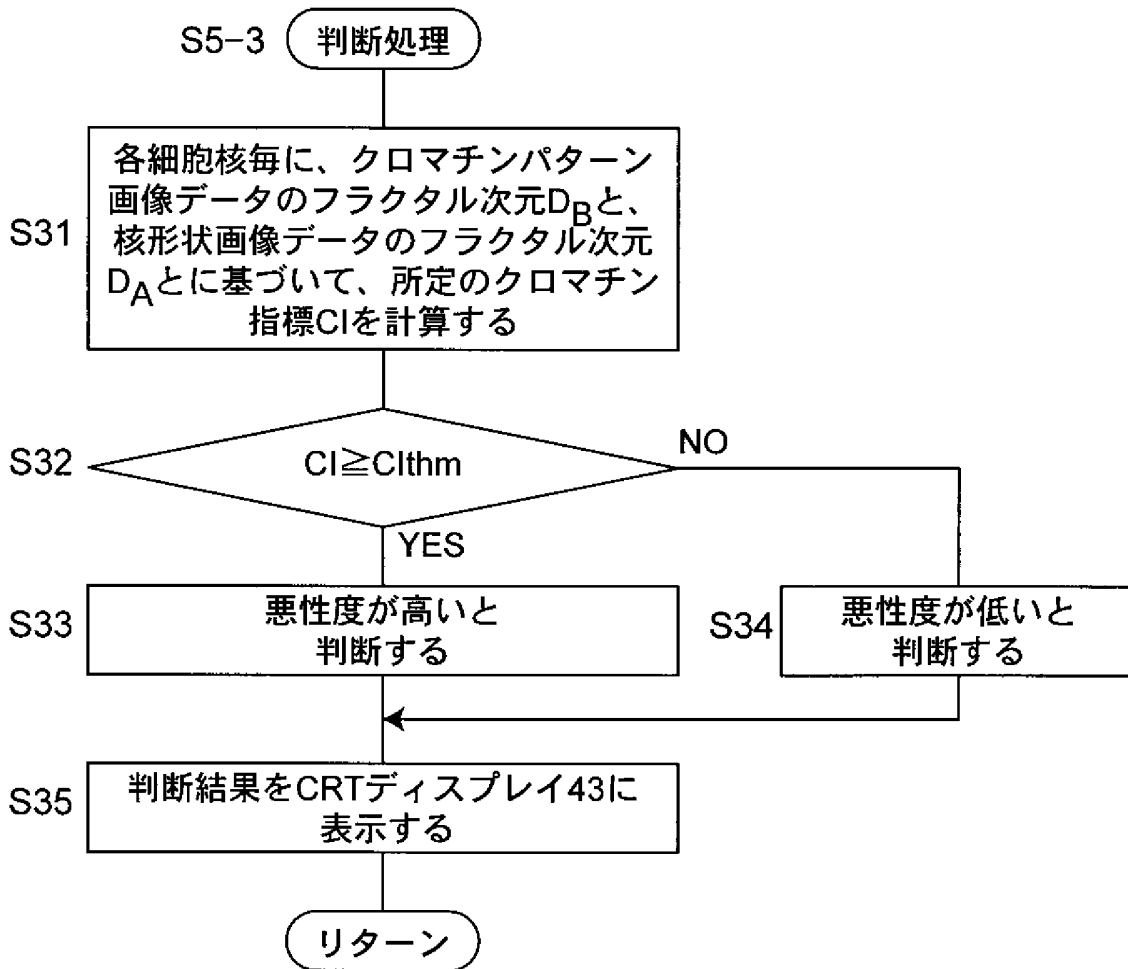 S5-3 判断処理
各細胞核毎に、クロマチンパターン
画像データのフラクタル次元DBと、
S31 核形状画像データのフラクタル次元
DAとに基づいて、所定のクロマチン
指標CIを計算する
S32 CI≧CIthm NO
YES
S33 悪性度が高いと
判断する
S34 悪性度が低いと
判断する
S35 判断結果をCRTディスプレイ43に
表示する
リターン